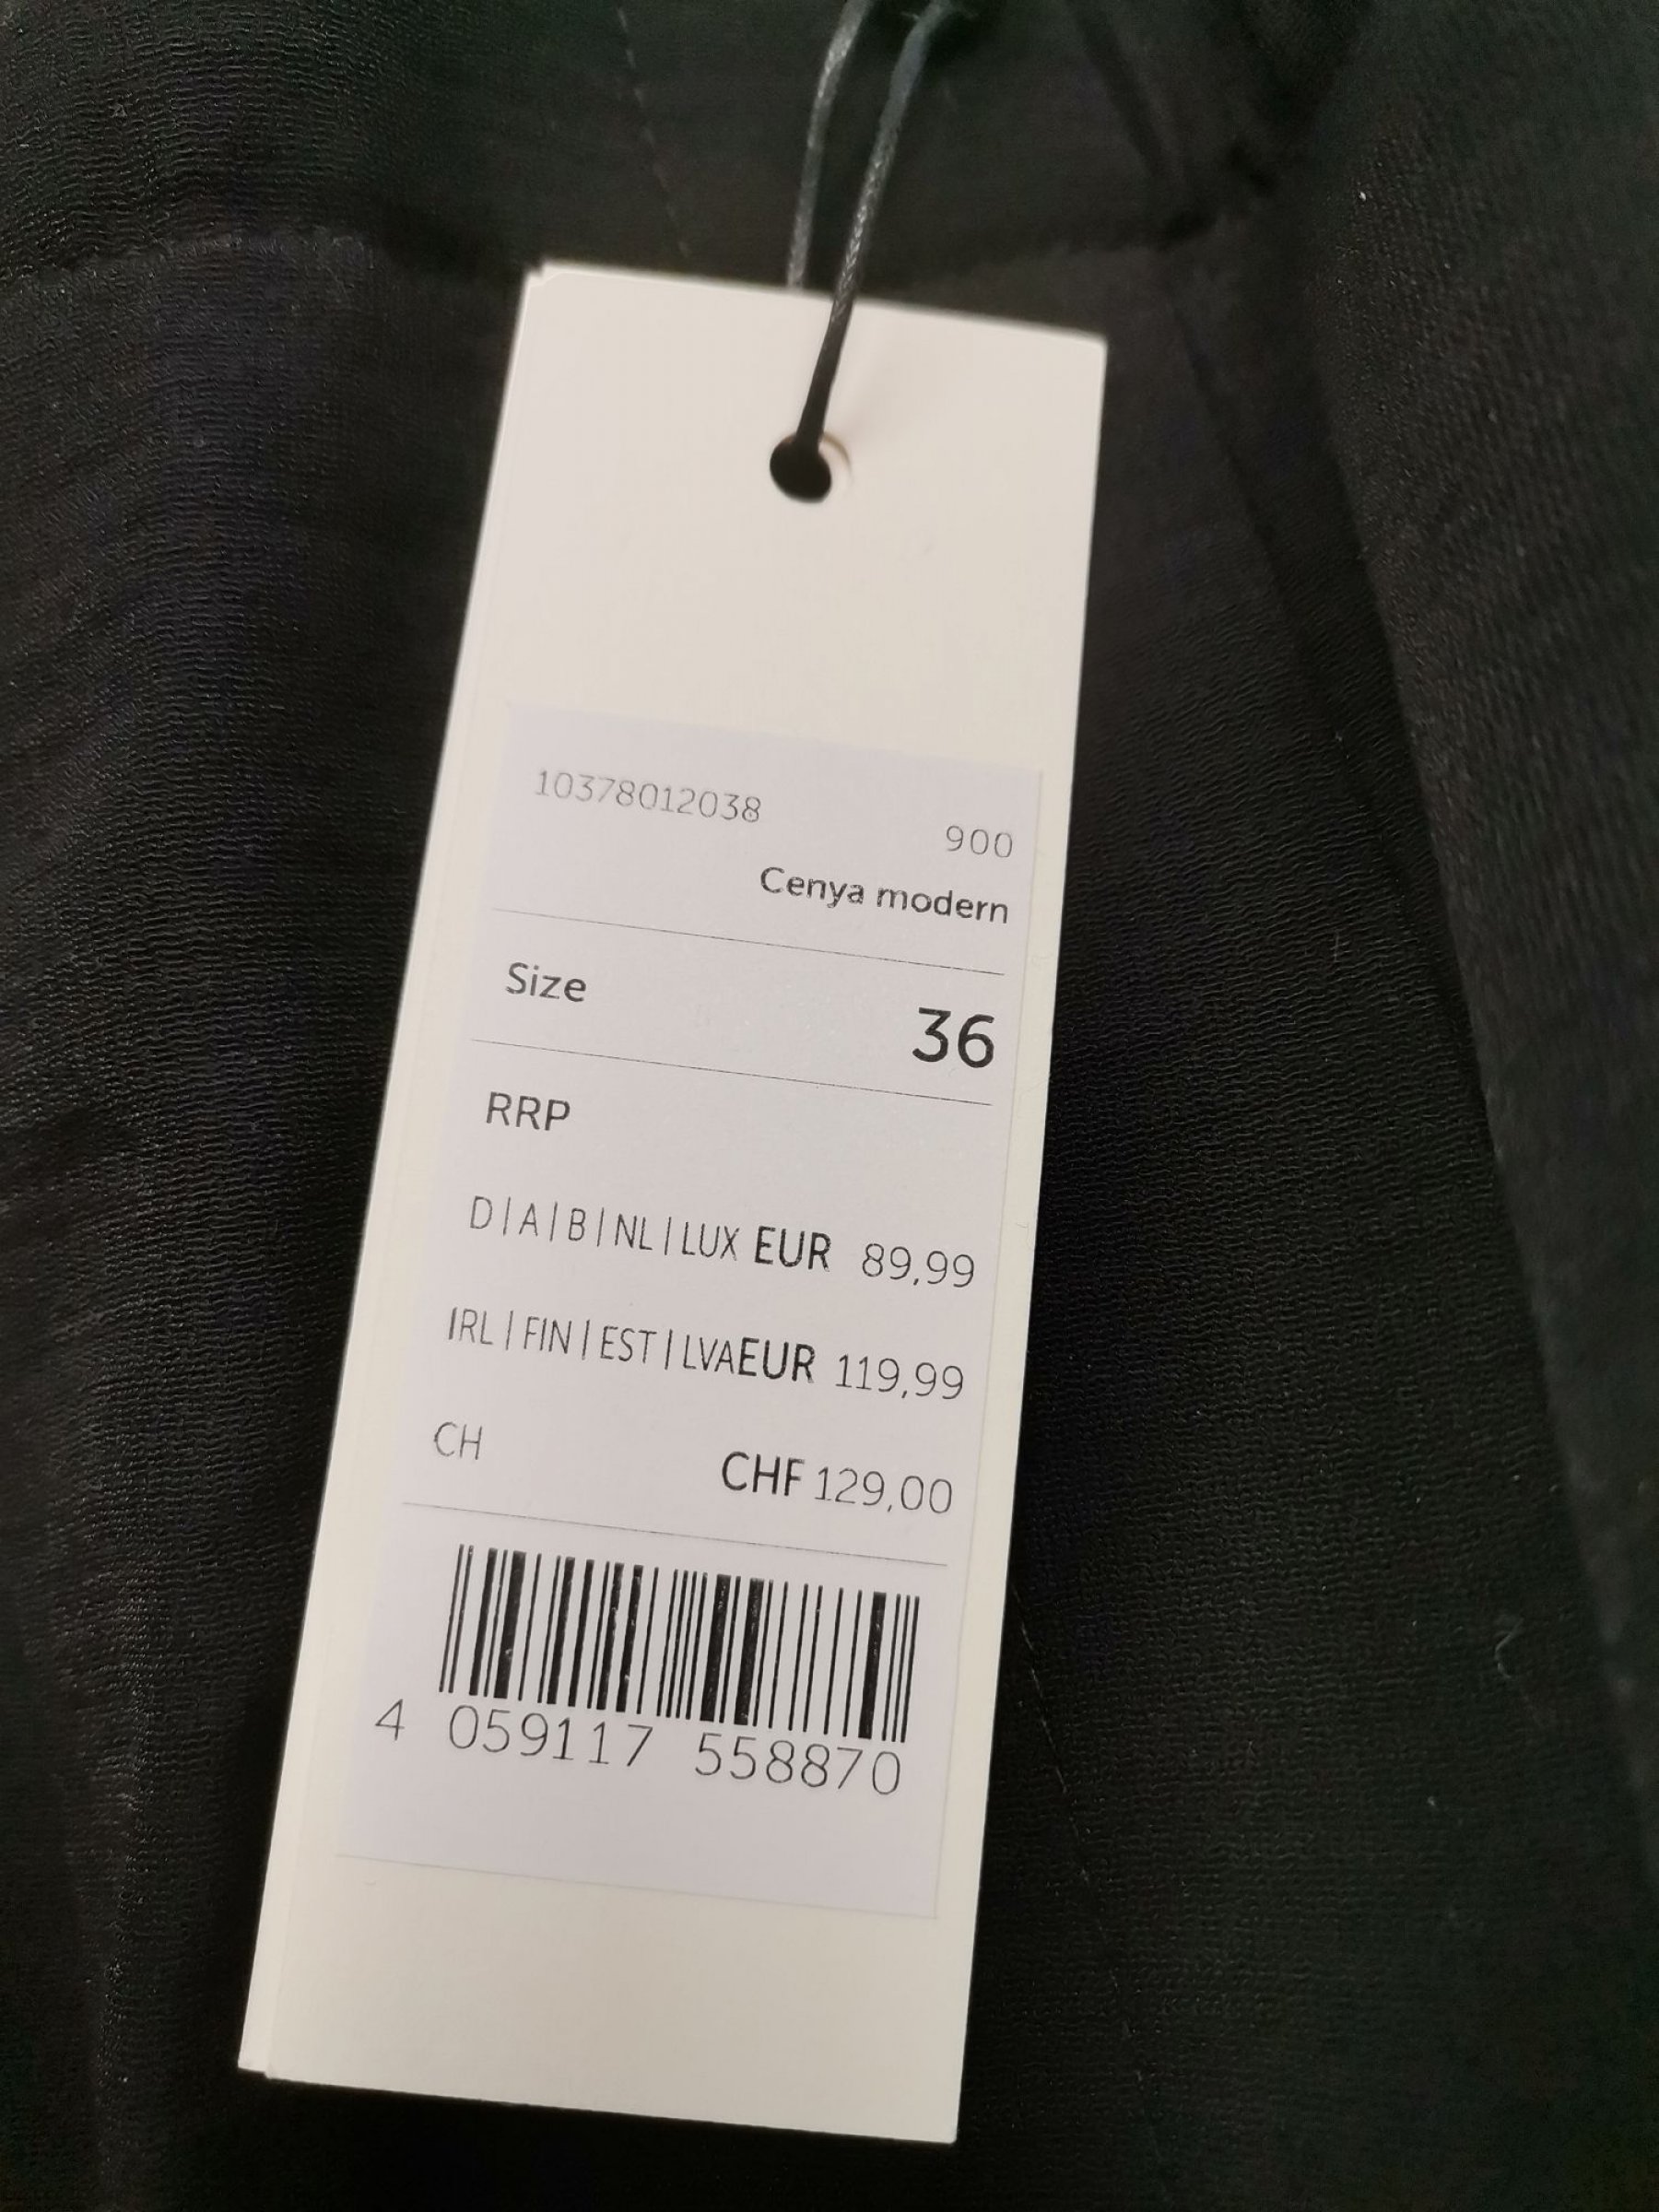 10378012038 900
Cenya modern
Size 36
RRP
D|A|B|NL|LUX EUR 89,99
IRL|FIN|EST|LVAEUR 119,99
CH CHF 129,00
4 059117 558870